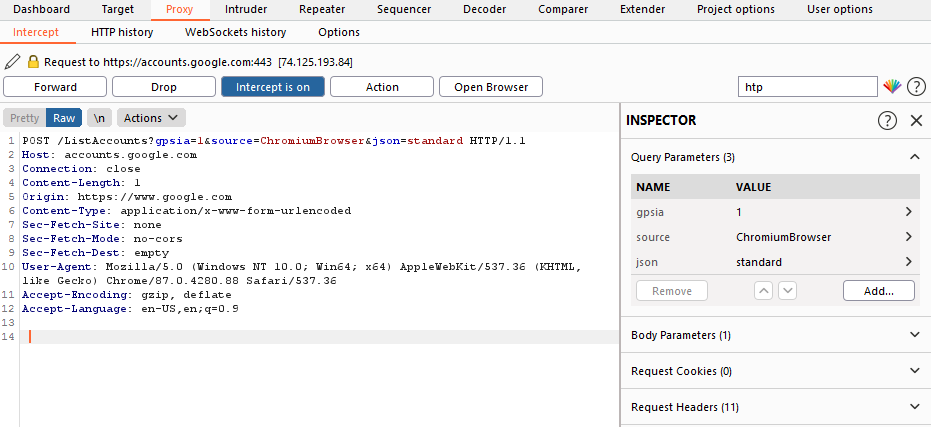 Dashboard Target Proxy Intruder Repeater Sequencer Decoder Comparer Extender Project options User options
Intercept HTTP history WebSockets history Options
Request to https://accounts.google.com:443 [74.125.193.84]
Forward Drop Intercept is on Action Open Browser htp ?
Pretty Raw \n Actions
INSPECTOR ?
1 POST /ListAccounts?gpsia=1&source=ChromiumBrowser&json=standard HTTP/1.1
2 Host: accounts.google.com
3 Connection: close
4 Content-Length: 1
5 Origin: https://www.google.com
6 Content-Type: application/x-www-form-urlencoded
7 Sec-Fetch-Site: none
8 Sec-Fetch-Mode: no-cors
9 Sec-Fetch-Dest: empty
10 User-Agent: Mozilla/5.0 (Windows NT 10.0; Win64; x64) AppleWebKit/537.36 (KHTML,
like Gecko) Chrome/87.0.4280.88 Safari/537.36
11 Accept-Encoding: gzip, deflate
12 Accept-Language: en-US,en;q=0.9
13
14
Query Parameters (3)
NAME VALUE
gpsia 1
source ChromiumBrowser
json standard
Remove Add...
Body Parameters (1)
Request Cookies (0)
Request Headers (11)